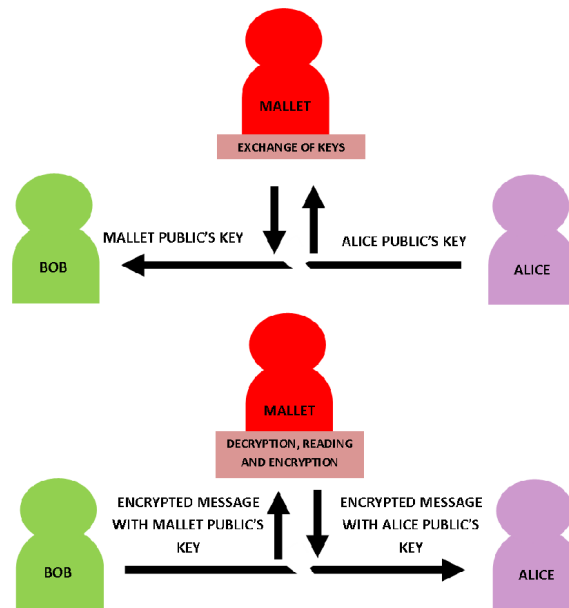 MALLET
EXCHANGE OF KEYS
MALLET PUBLIC'S KEY
ALICE PUBLIC'S KEY
BOB
ALICE
MALLET
DECRYPTION, READING
AND ENCRYPTION
ENCRYPTED MESSAGE
WITH MALLET PUBLIC'S
KEY
ENCRYPTED MESSAGE
WITH ALICE PUBLIC'S
KEY
BOB
ALICE